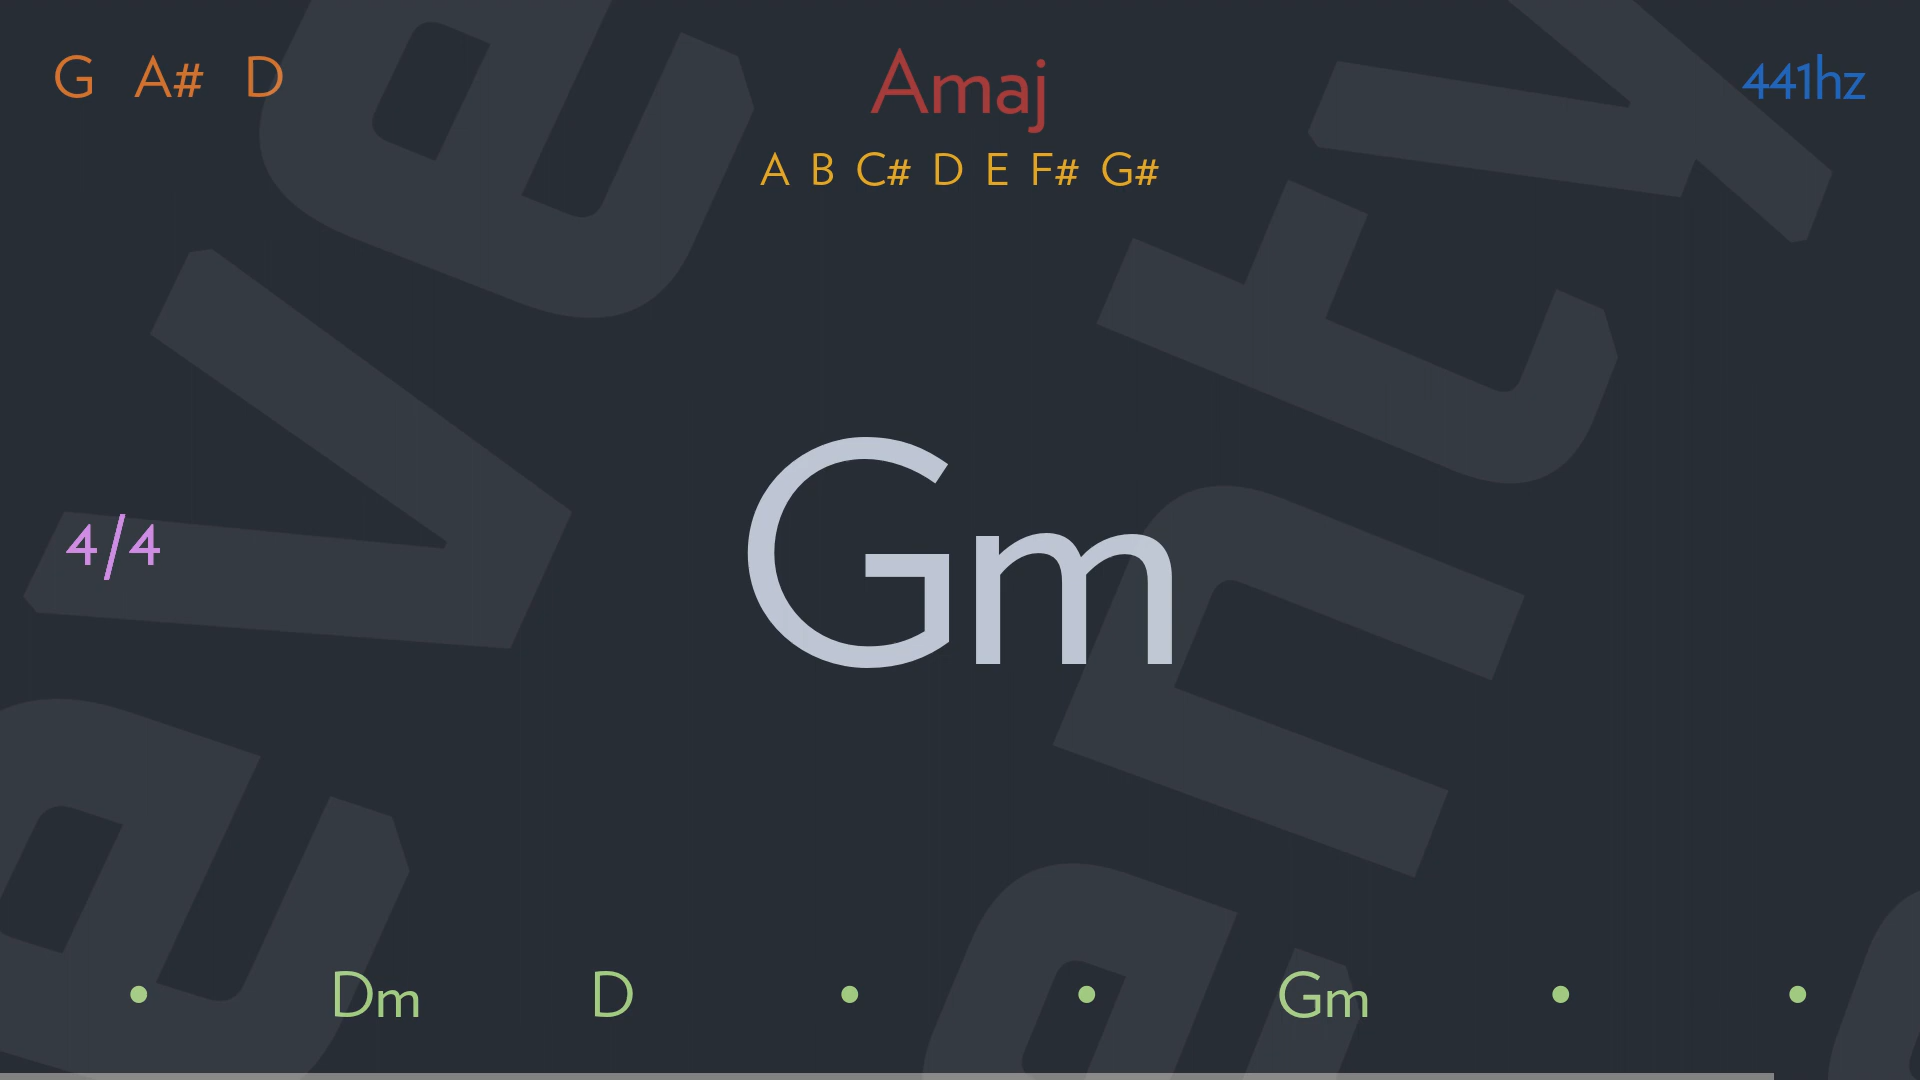 G A# D
Amaj
441hz
A B C# D E F# G#
Gm
4/4
Dm D Gm